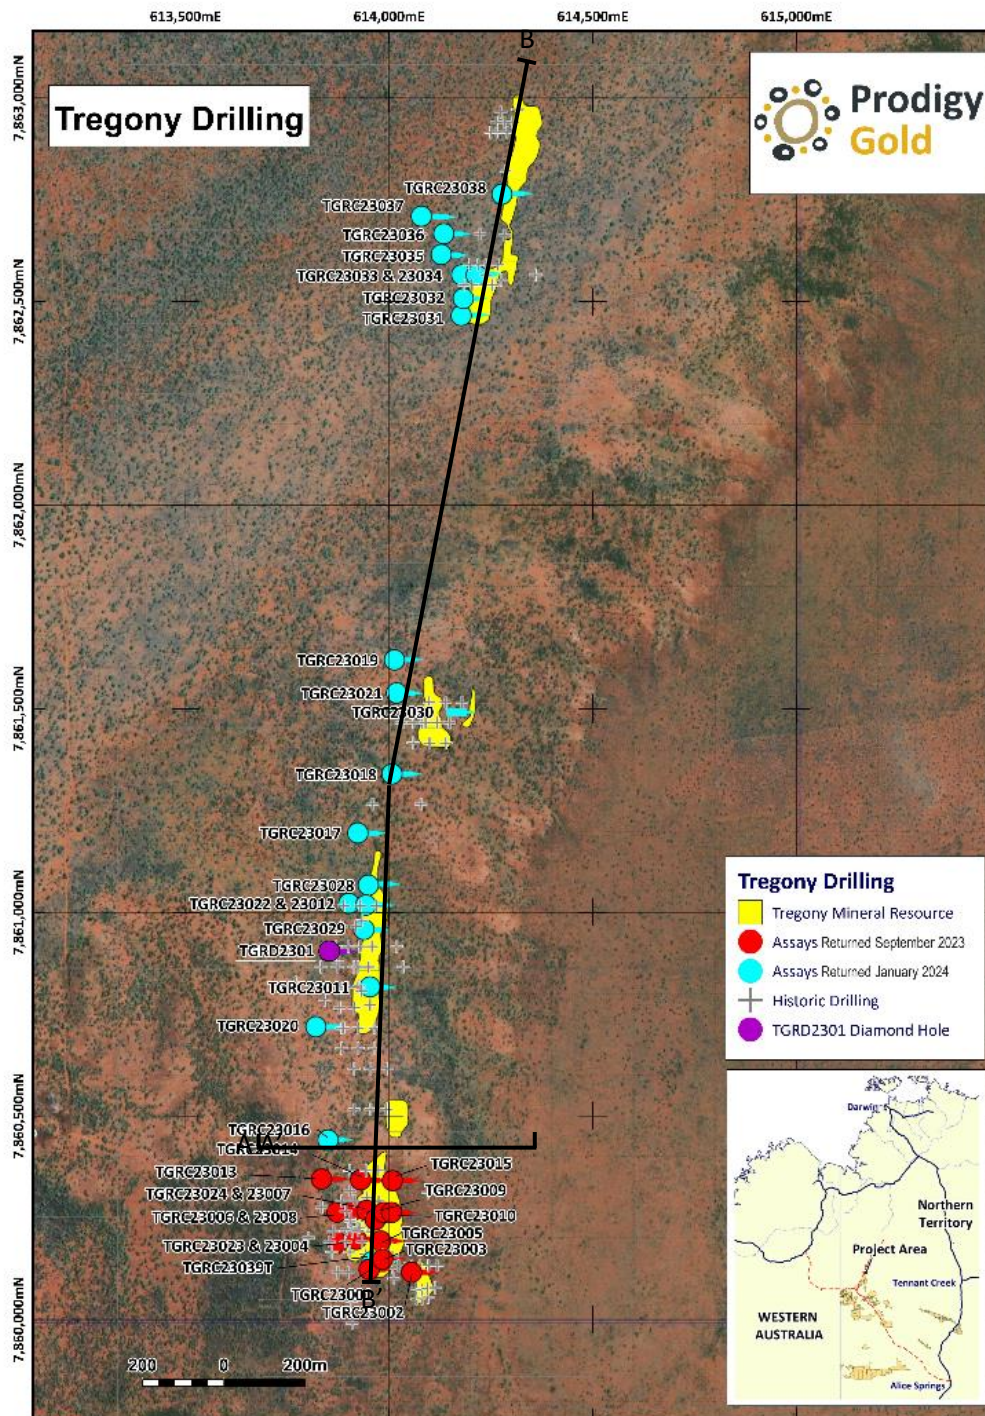 613,500mE
614,000mE
614,500mE
615,000mE
B
Tregony Drilling
Prodigy
Gold
7,863,000mN
TGRC23038
TGRC23037
TGRC23036
TGRC23035
TGRC23033 & 23034
TGRC23032
TGRC23031
7,862,500mN
7,862,000mN
TGRC23019
TGRC23021
TGRC23030
7,861,500mN
TGRC23018
TGRC23017
TGRC23028
TGRC23022 & 23012
7,861,000mN
TGRC23029
TGRD2301
TGRC23011
TGRC23020
Tregony Drilling
Tregony Mineral Resource
Assays Returned September 2023
Assays Returned January 2024
Historic Drilling
TGRD2301 Diamond Hole
7,860,500mN
TGRC23016
TGRC23014
TGRC23013
TGRC23015
TGRC23024 & 23007
TGRC23009
TGRC23006 & 23008
TGRC23010
TGRC23005
TGRC23023 & 23004
TGRC23003
TGRC23039T
TGRC23001
B'
TGRC23002
7,860,000mN
200
0
200m
Darwin
Northern
Territory
Project Area
Tennant Creek
WESTERN
AUSTRALIA
Alice Springs